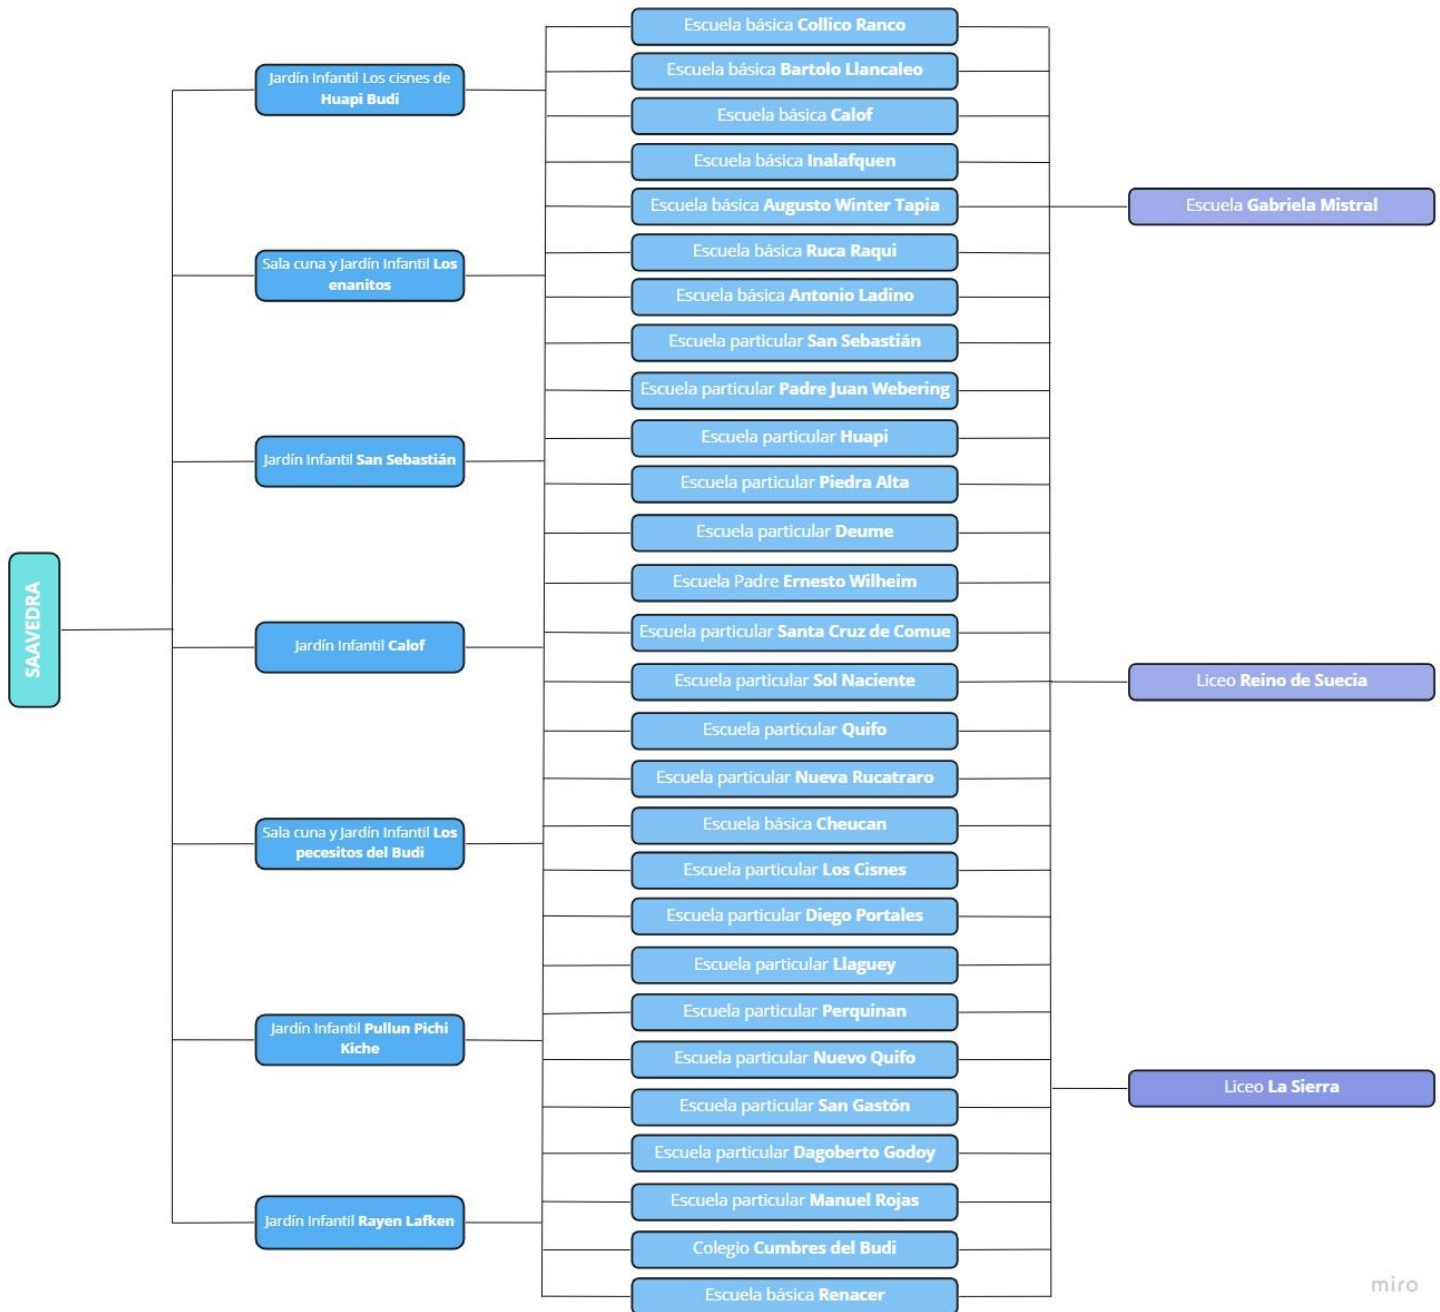 SAAVEDRA
Jardín Infantil Los cisnes de
Huapi Budi
Sala cuna y Jardín Infantil Los
enanitos
Jardín Infantil San Sebastián
Jardín Infantil Calof
Sala cuna y Jardín Infantil Los
pecesitos del Budi
Jardín Infantil Pullun Pichi
Kiche
Jardín Infantil Rayen Lafken
Escuela básica Collico Ranco
Escuela básica Bartolo Llancaleo
Escuela básica Calof
Escuela básica Inalafquen
Escuela básica Augusto Winter Tapia
Escuela básica Ruca Raqui
Escuela básica Antonio Ladino
Escuela particular San Sebastián
Escuela particular Padre Juan Webering
Escuela particular Huapi
Escuela particular Piedra Alta
Escuela particular Deume
Escuela Padre Ernesto Wilheim
Escuela particular Santa Cruz de Comue
Escuela particular Sol Naciente
Escuela particular Quifo
Escuela particular Nueva Rucatraro
Escuela básica Cheucan
Escuela particular Los Cisnes
Escuela particular Diego Portales
Escuela particular Llaguey
Escuela particular Perquinan
Escuela particular Nuevo Quifo
Escuela particular San Gastón
Escuela particular Dagoberto Godoy
Escuela particular Manuel Rojas
Colegio Cumbres del Budi
Escuela básica Renacer
Escuela Gabriela Mistral
Liceo Reino de Suecia
Liceo La Sierra
miro